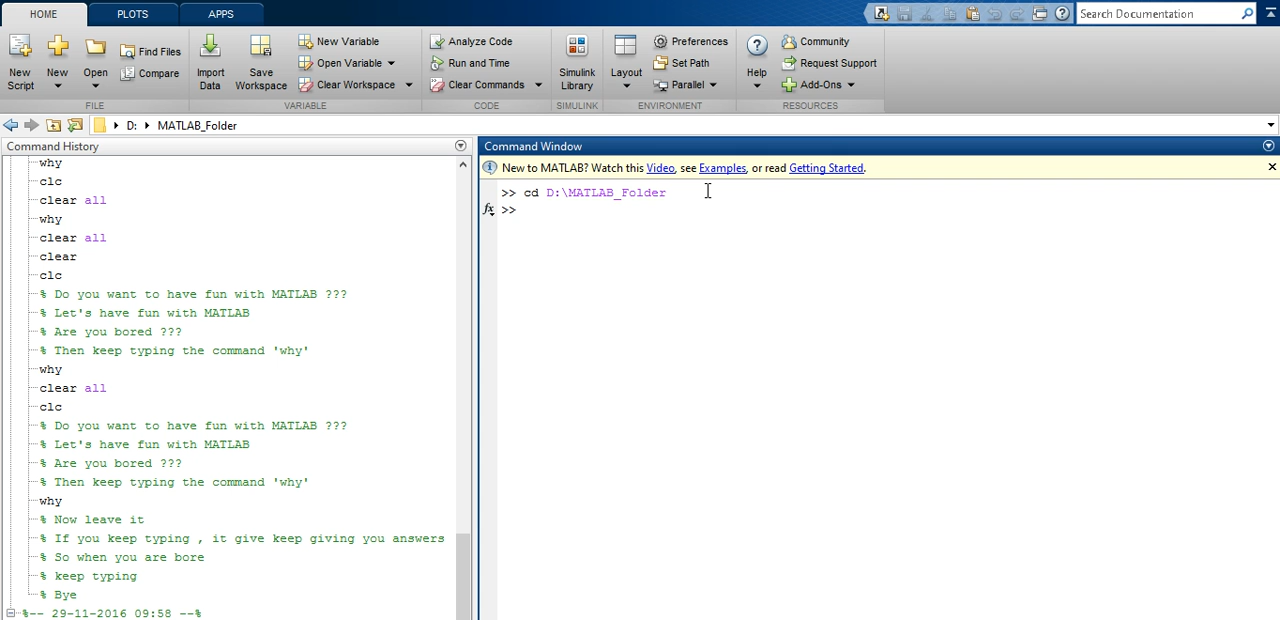 HOME PLOTS APPS Search Documentation
New Script New Open Find Files Compare Import Data Save Workspace New Variable Open Variable Clear Workspace Analyze Code Run and Time Clear Commands Simulink Library Layout Preferences Set Path Parallel Help Community Request Support Add-Ons
FILE VARIABLE CODE SIMULINK ENVIRONMENT RESOURCES
D: MATLAB_Folder
Command History
why
clc
clear all
why
clear all
clear
clc
% Do you want to have fun with MATLAB ???
% Let's have fun with MATLAB
% Are you bored ???
% Then keep typing the command 'why'
why
clear all
clc
% Do you want to have fun with MATLAB ???
% Let's have fun with MATLAB
% Are you bored ???
% Then keep typing the command 'why'
why
% Now leave it
% If you keep typing , it give keep giving you answers
% So when you are bore
% keep typing
% Bye
%-- 29-11-2016 09:58 --%
Command Window
New to MATLAB? Watch this Video, see Examples, or read Getting Started.
>> cd D:\MATLAB_Folder
fx >>